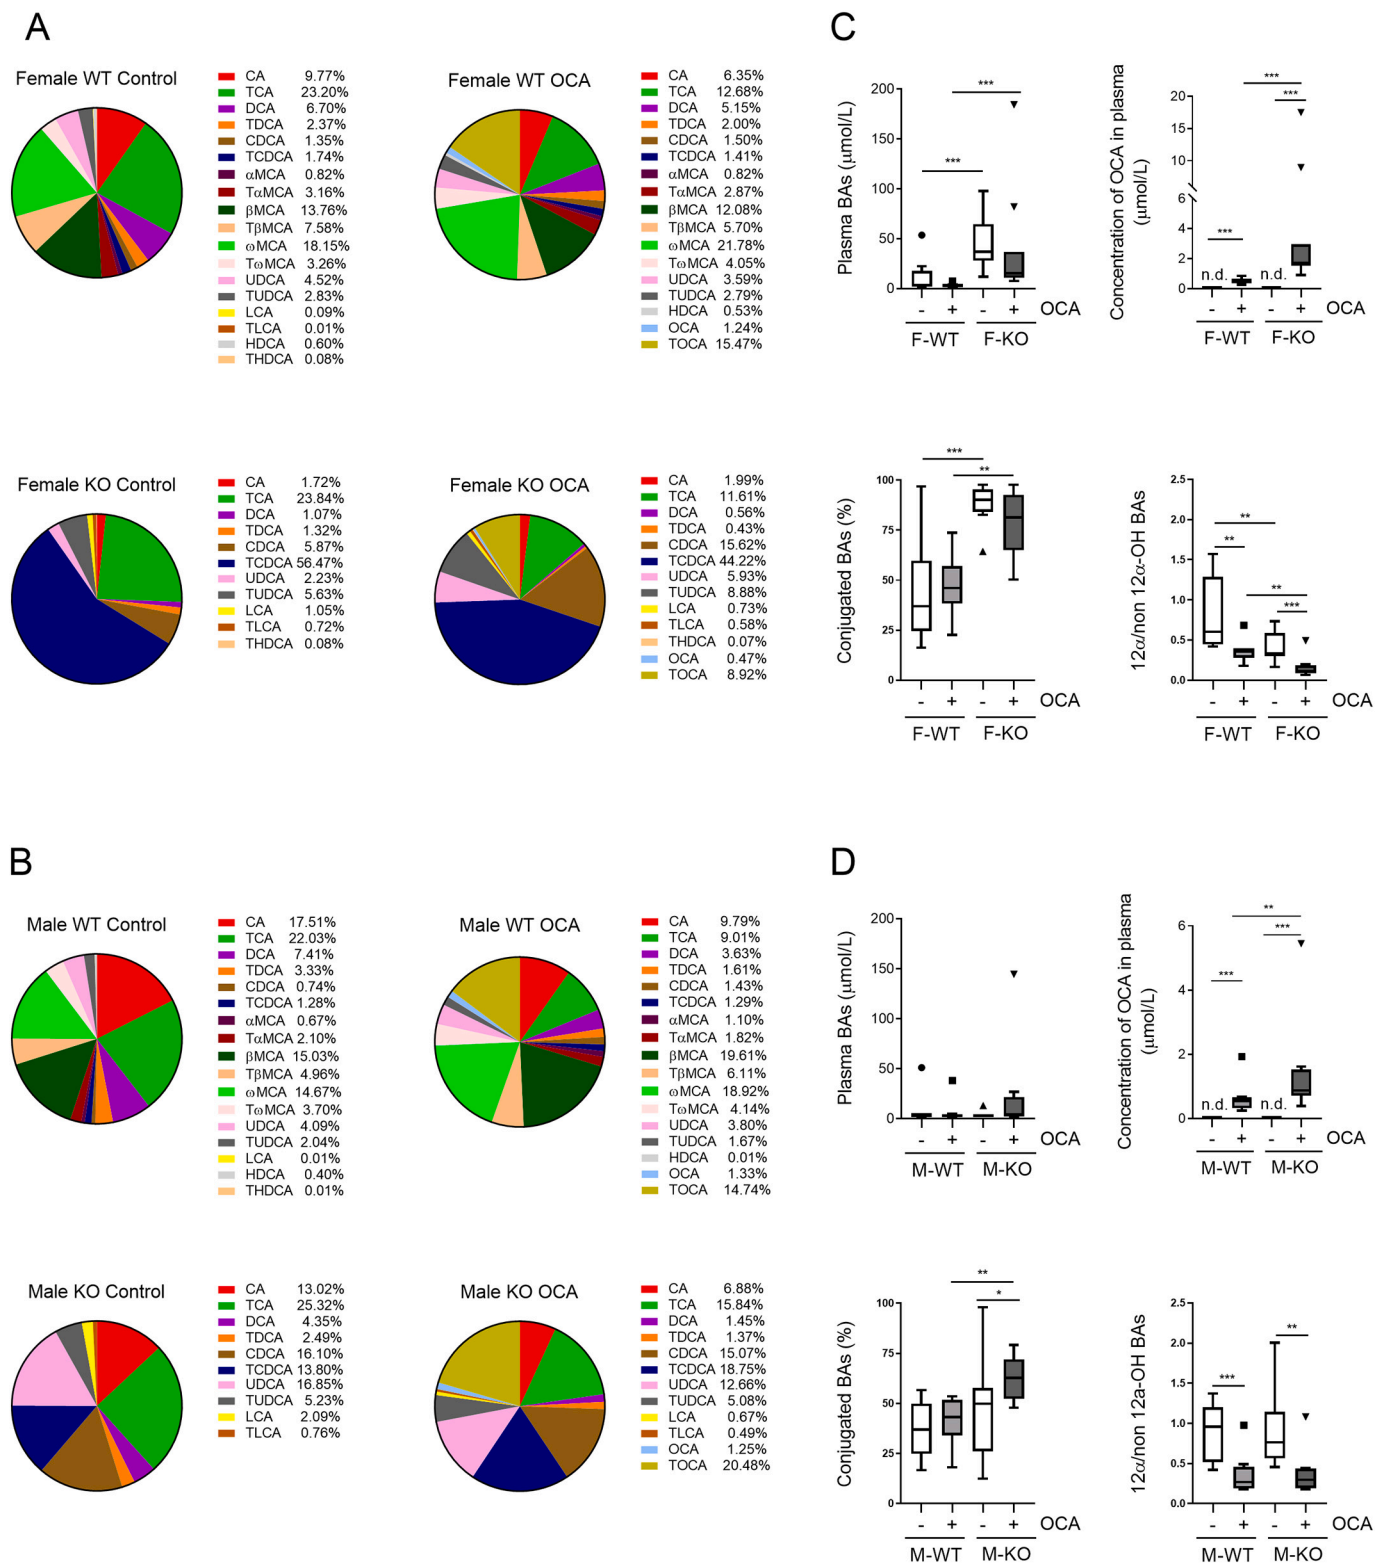 A
Female WT Control
CA 9.77%
TCA 23.20%
DCA 6.70%
TDCA 2.37%
CDCA 1.35%
TCDCA 1.74%
αMCA 0.82%
TαMCA 3.16%
βMCA 13.76%
TβMCA 7.58%
ωMCA 18.15%
TωMCA 3.26%
UDCA 4.52%
TUDCA 2.83%
LCA 0.09%
TLCA 0.01%
HDCA 0.60%
THDCA 0.08%
Female WT OCA
CA 6.35%
TCA 12.68%
DCA 5.15%
TDCA 2.00%
CDCA 1.50%
TCDCA 1.41%
αMCA 0.82%
TαMCA 2.87%
βMCA 12.08%
TβMCA 5.70%
ωMCA 21.78%
TωMCA 4.05%
UDCA 3.59%
TUDCA 2.79%
HDCA 0.53%
OCA 1.24%
TOCA 15.47%
Female KO Control
CA 1.72%
TCA 23.84%
DCA 1.07%
TDCA 1.32%
CDCA 5.87%
TCDCA 56.47%
UDCA 2.23%
TUDCA 5.63%
LCA 1.05%
TLCA 0.72%
THDCA 0.08%
Female KO OCA
CA 1.99%
TCA 11.61%
DCA 0.56%
TDCA 0.43%
CDCA 15.62%
TCDCA 44.22%
UDCA 5.93%
TUDCA 8.88%
LCA 0.73%
TLCA 0.58%
THDCA 0.07%
OCA 0.47%
TOCA 8.92%
C
Plasma BAs (μmol/L)
200
150
100
50
0
***
***
- + - + OCA
F-WT F-KO
Concentration of OCA in plasma
(μmol/L)
20
15
10
6
4
2
0
***
***
***
n.d. n.d.
- + - + OCA
F-WT F-KO
Conjugated BAs (%)
100
75
50
25
0
***
**
- + - + OCA
F-WT F-KO
12α/non 12α-OH BAs
2.5
2.0
1.5
1.0
0.5
0.0
**
**
**
***
- + - + OCA
F-WT F-KO
B
Male WT Control
CA 17.51%
TCA 22.03%
DCA 7.41%
TDCA 3.33%
CDCA 0.74%
TCDCA 1.28%
αMCA 0.67%
TαMCA 2.10%
βMCA 15.03%
TβMCA 4.96%
ωMCA 14.67%
TωMCA 3.70%
UDCA 4.09%
TUDCA 2.04%
LCA 0.01%
HDCA 0.40%
THDCA 0.01%
Male WT OCA
CA 9.79%
TCA 9.01%
DCA 3.63%
TDCA 1.61%
CDCA 1.43%
TCDCA 1.29%
αMCA 1.10%
TαMCA 1.82%
βMCA 19.61%
TβMCA 6.11%
ωMCA 18.92%
TωMCA 4.14%
UDCA 3.80%
TUDCA 1.67%
HDCA 0.01%
OCA 1.33%
TOCA 14.74%
Male KO Control
CA 13.02%
TCA 25.32%
DCA 4.35%
TDCA 2.49%
CDCA 16.10%
TCDCA 13.80%
UDCA 16.85%
TUDCA 5.23%
LCA 2.09%
TLCA 0.76%
Male KO OCA
CA 6.88%
TCA 15.84%
DCA 1.45%
TDCA 1.37%
CDCA 15.07%
TCDCA 18.75%
UDCA 12.66%
TUDCA 5.08%
LCA 0.67%
TLCA 0.49%
OCA 1.25%
TOCA 20.48%
D
Plasma BAs (μmol/L)
200
150
100
50
0
- + - + OCA
M-WT M-KO
Concentration of OCA in plasma
(μmol/L)
6
4
2
0
**
***
***
n.d. n.d.
- + - + OCA
M-WT M-KO
Conjugated BAs (%)
100
75
50
25
0
**
*
- + - + OCA
M-WT M-KO
12α/non 12a-OH BAs
2.5
2.0
1.5
1.0
0.5
0.0
***
**
- + - + OCA
M-WT M-KO